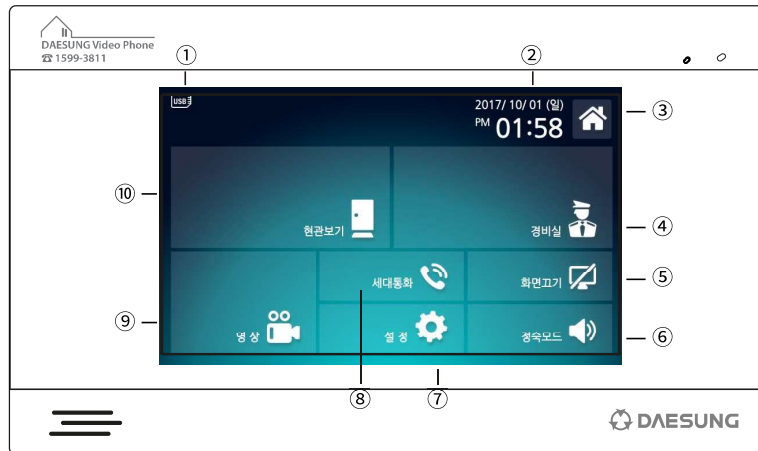 DAESUNG Video Phone
☎ 1599-3811
① ②
USB
2017/10/01 (일)
PM 01:58
③
⑩
현관보기
경비실
④
세대통화
화면끄기
⑤
⑨
영 상
설 정
정숙모드
⑥
⑧
⑦
DAESUNG